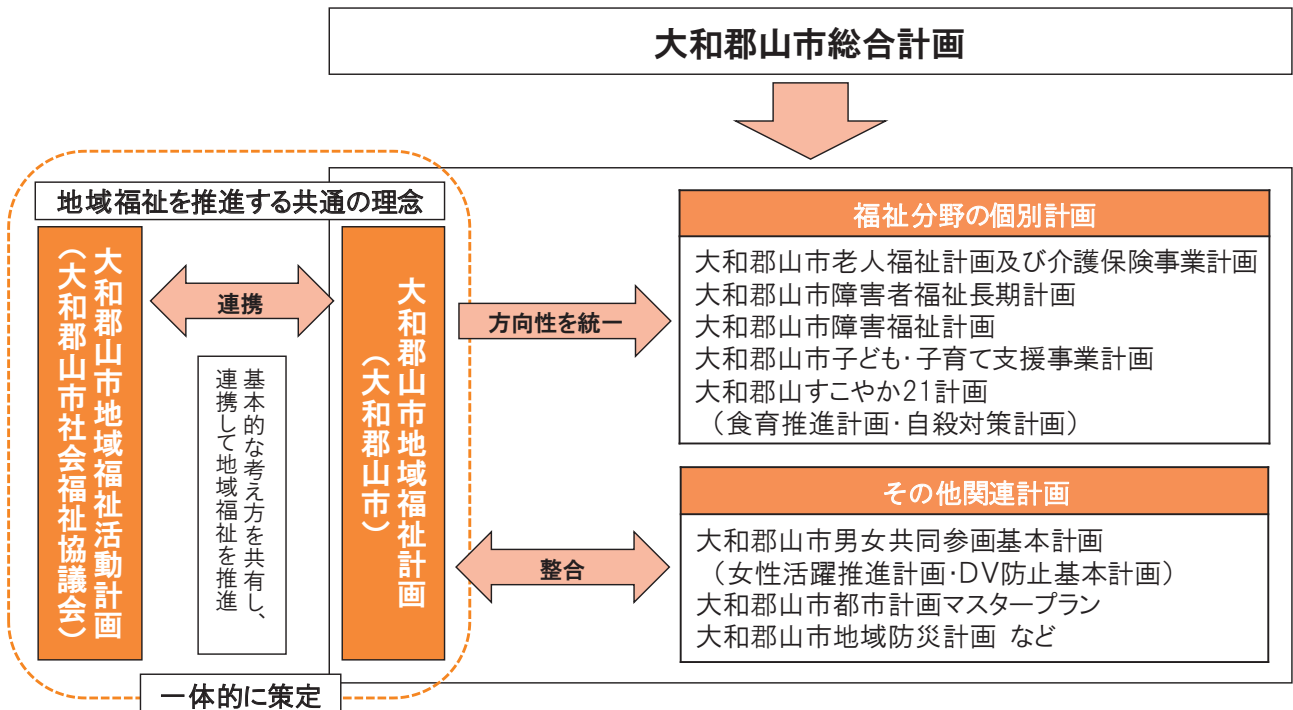 大和郡山市総合計画
地域福祉を推進する共通の理念
大和郡山市地域福祉活動計画
（大和郡山市社会福祉協議会）
連携
基本的な考え方を共有し、
連携して地域福祉を推進
大和郡山市地域福祉計画
（大和郡山市）
一体的に策定
方向性を統一
福祉分野の個別計画
大和郡山市老人福祉計画及び介護保険事業計画
大和郡山市障害者福祉長期計画
大和郡山市障害福祉計画
大和郡山市子ども・子育て支援事業計画
大和郡山すこやか21計画
（食育推進計画・自殺対策計画）
整合
その他関連計画
大和郡山市男女共同参画基本計画
（女性活躍推進計画・DV防止基本計画）
大和郡山市都市計画マスタープラン
大和郡山市地域防災計画 など